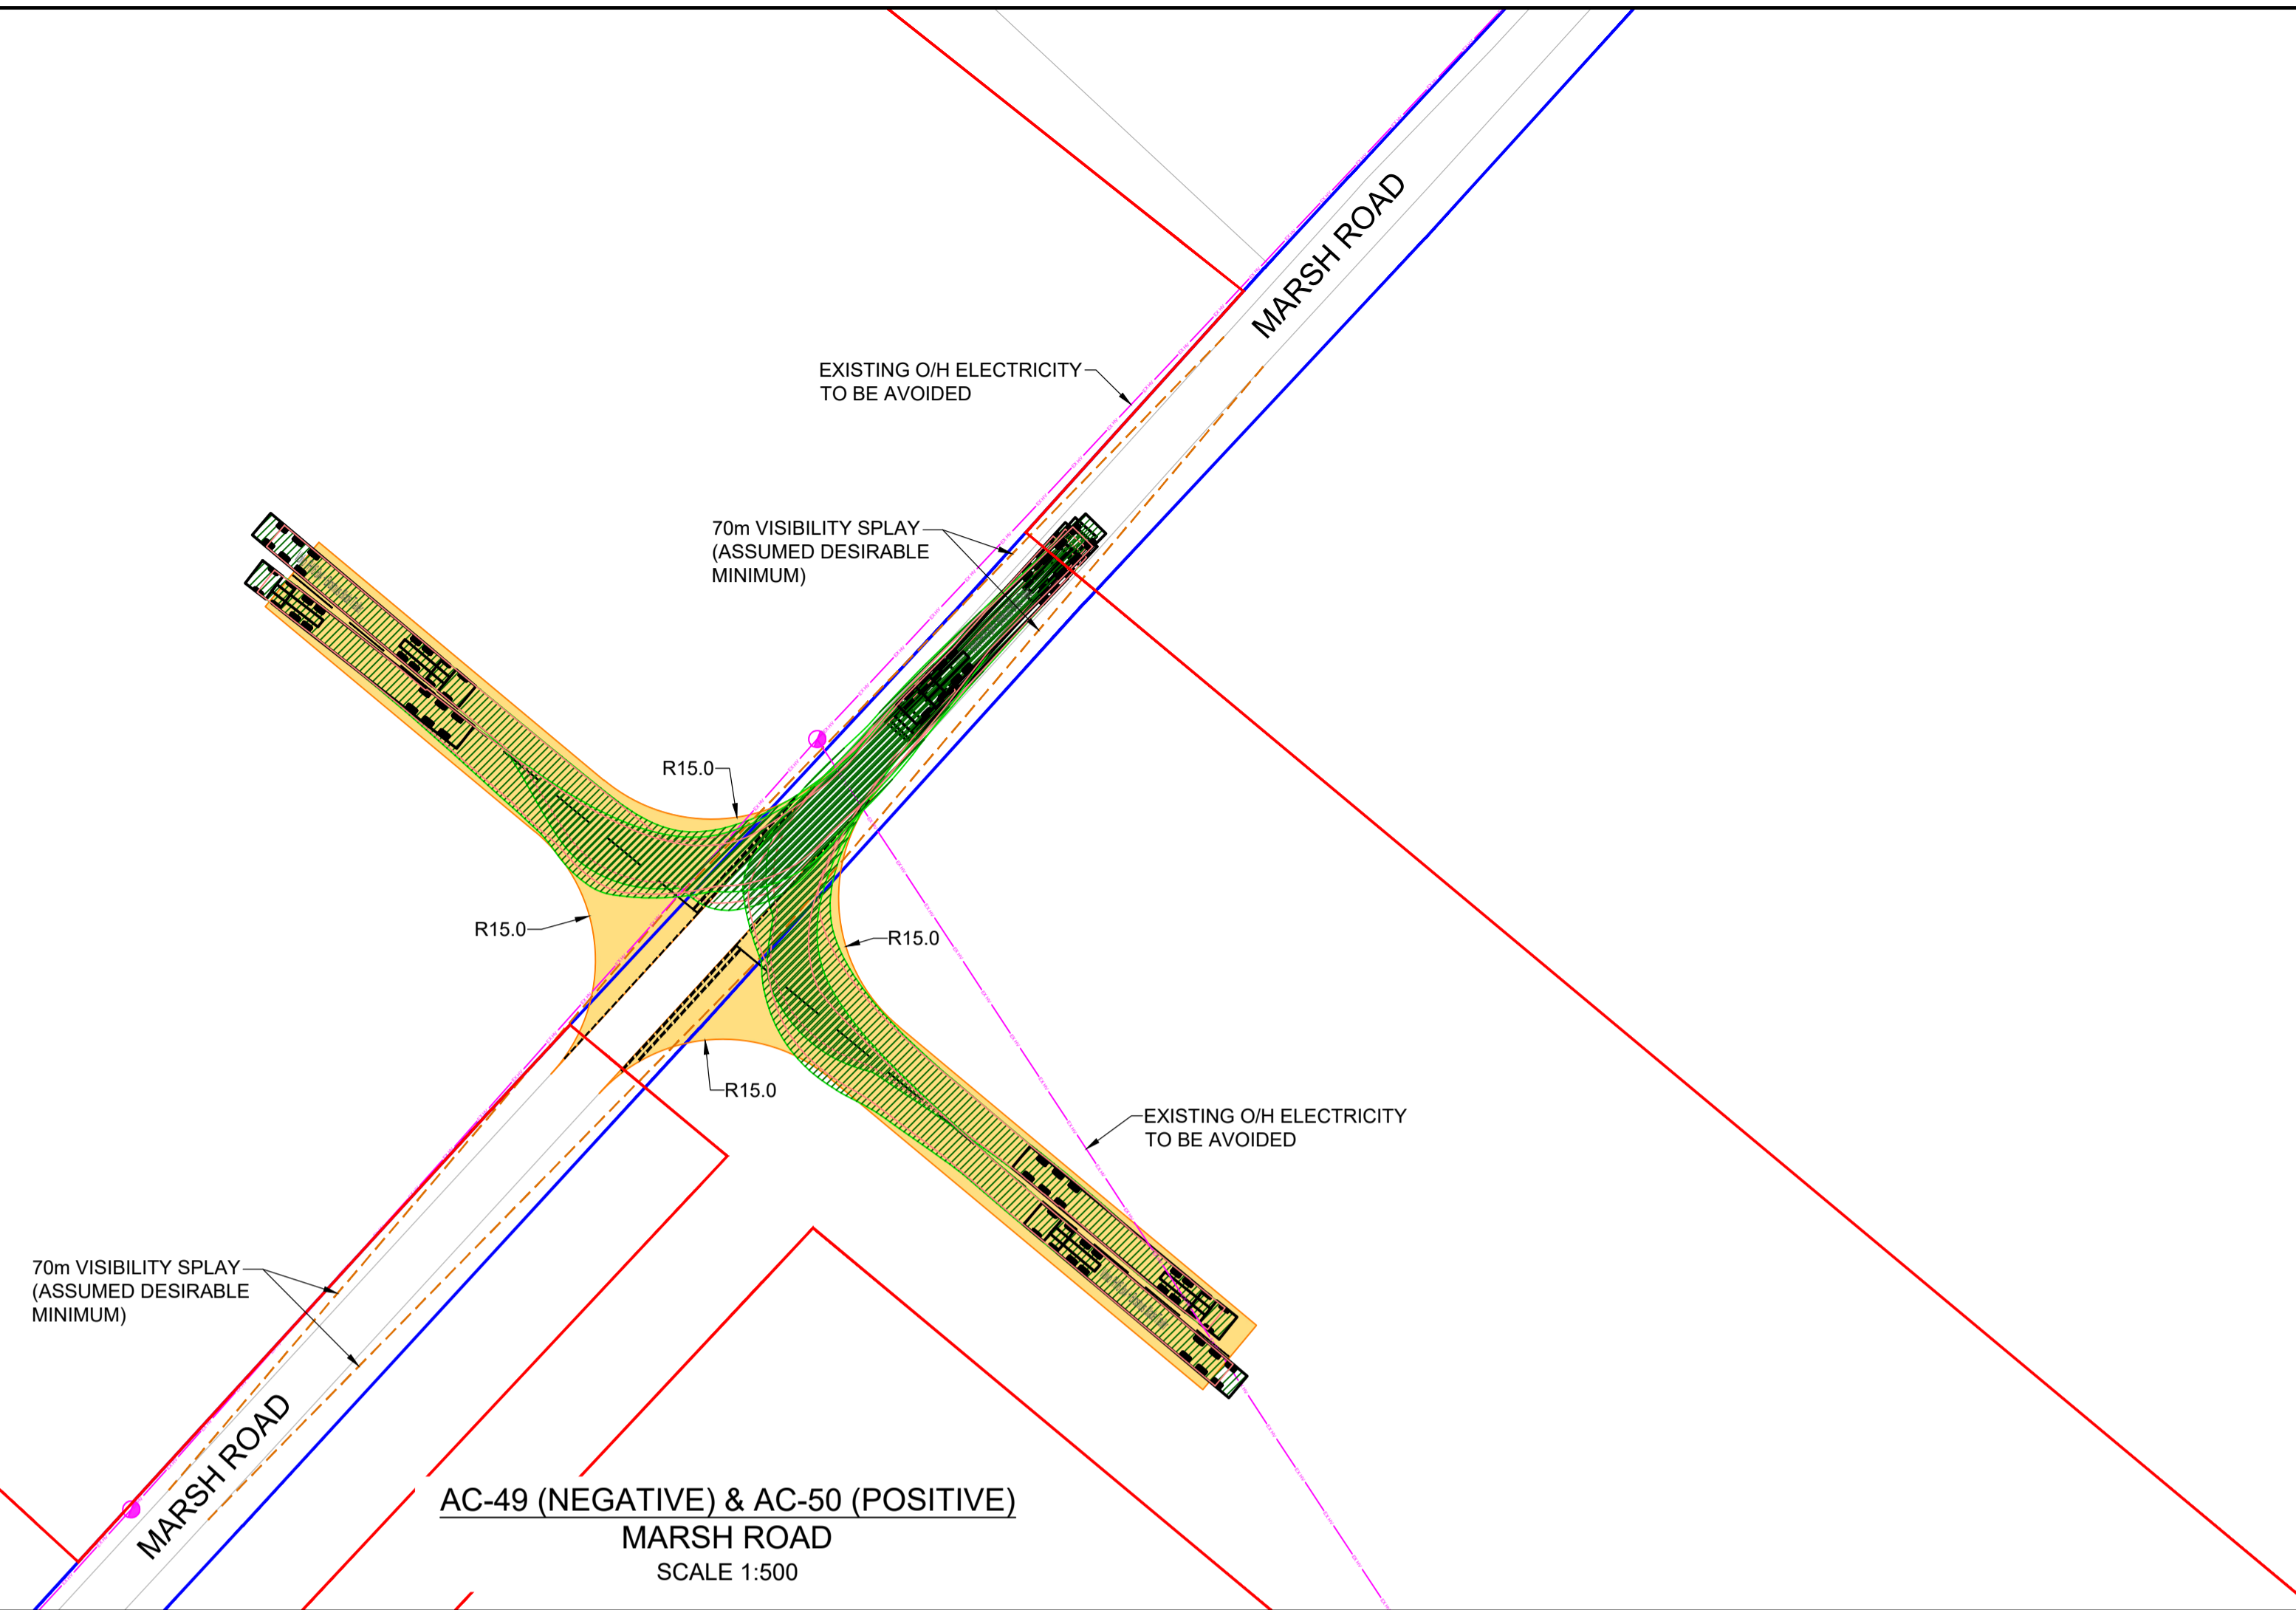 MARSH ROAD
EXISTING O/H ELECTRICITY
TO BE AVOIDED
70m VISIBILITY SPLAY
(ASSUMED DESIRABLE
MINIMUM)
R15.0
R15.0
R15.0
R15.0
EXISTING O/H ELECTRICITY
TO BE AVOIDED
70m VISIBILITY SPLAY
(ASSUMED DESIRABLE
MINIMUM)
MARSH ROAD
AC-49 (NEGATIVE) & AC-50 (POSITIVE)
MARSH ROAD
SCALE 1:500